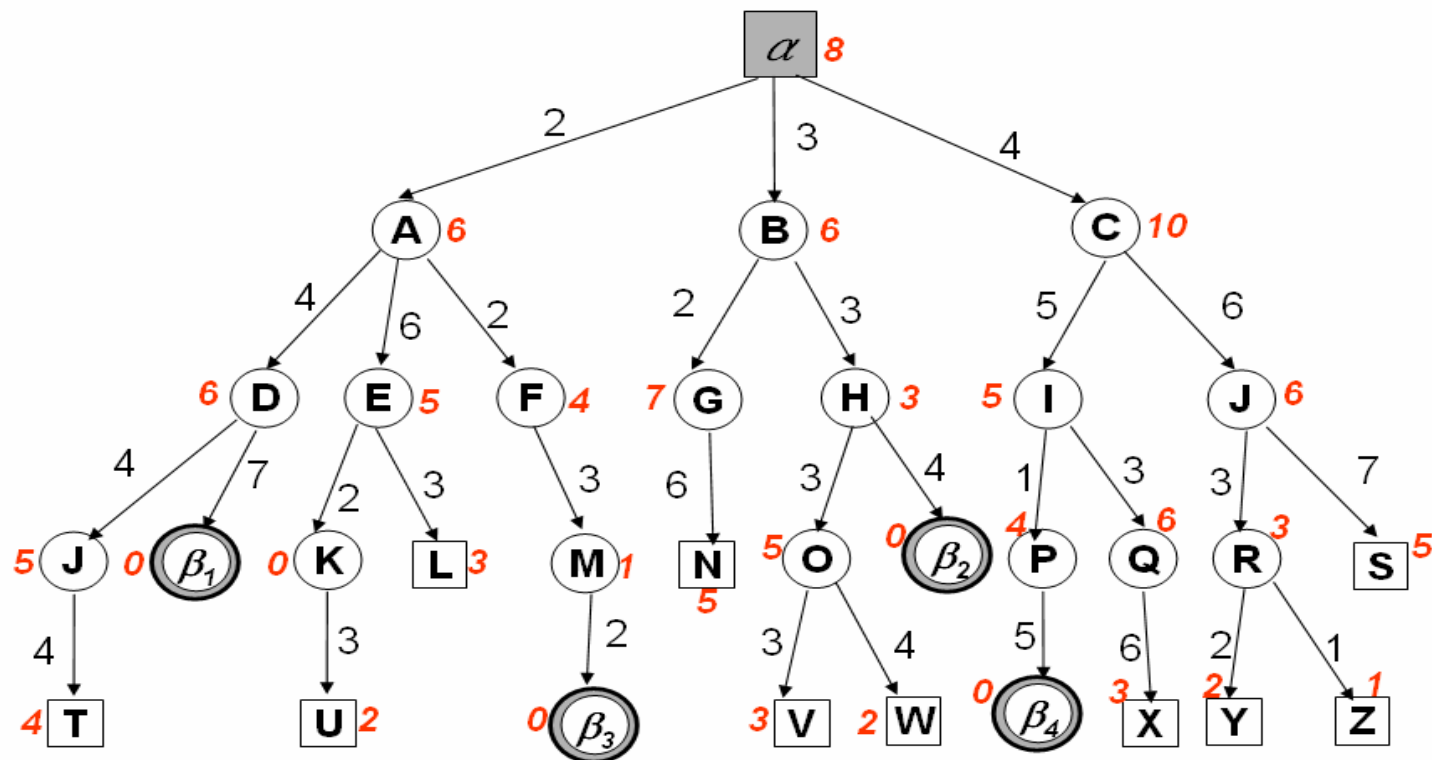 α 8
2 3 4
A 6 B 6 C 10
4 6 2 2 3 5 6
6 D E 5 F 4 7 G H 3 5 I J 6
4 7 2 3 3 6 3 4 1 3 3 7
5 J 0 β₁ 0 K L 3 M 1 N 5 5 O 0 β₂ 4 P Q 6 R 3 S 5
4 3 2 3 4 5 6 2 1
4 T U 2 0 β₃ 3 V 2 W 0 β₄ 3 X 2 Y Z 1